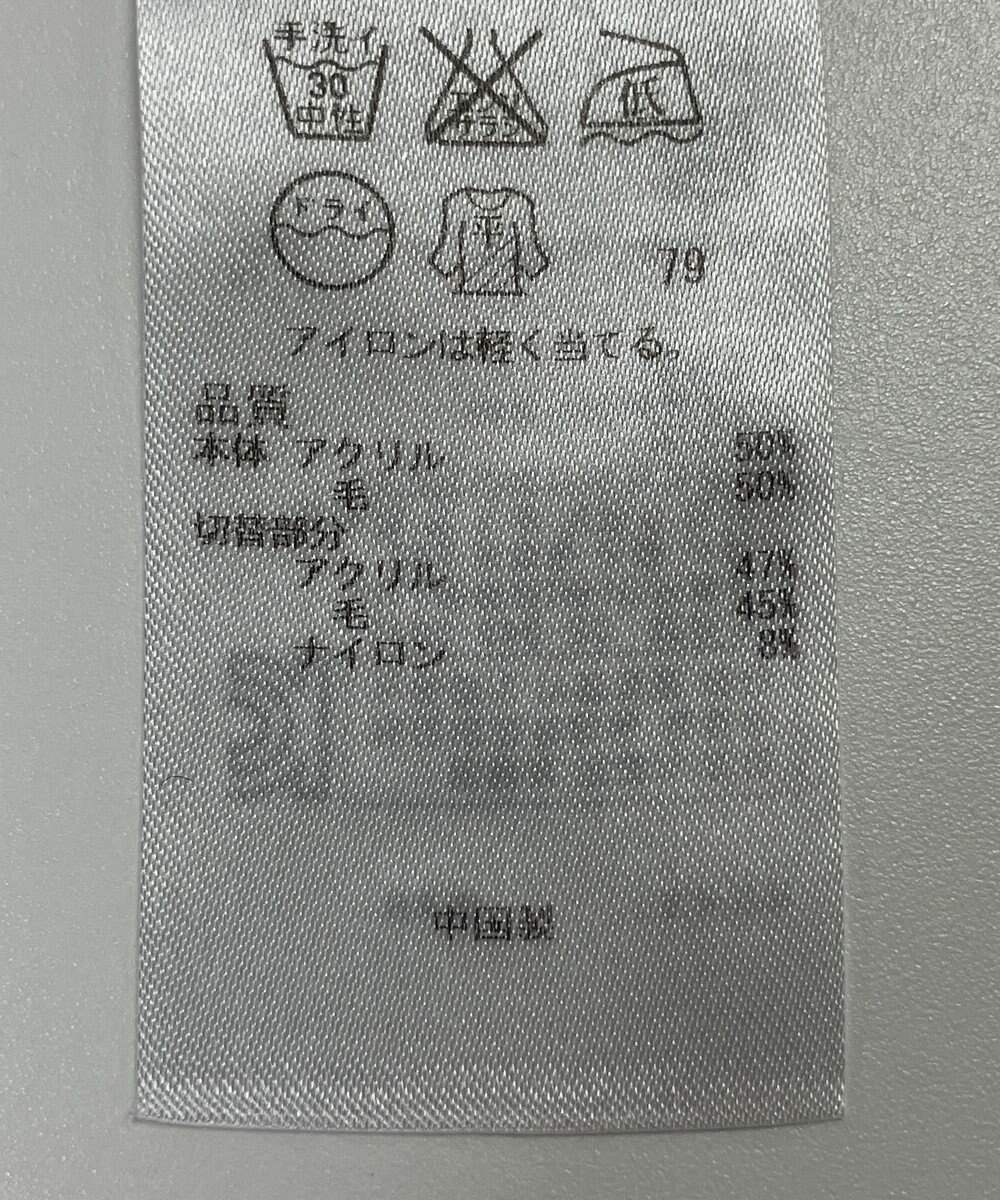 手洗イ
30
中性
エンソ
サラシ
低
ドライ
平
79
アイロンは軽く当てる。
品質
本体 アクリル 50%
毛 50%
切替部分
アクリル 47%
毛 45%
ナイロン 8%
中国製